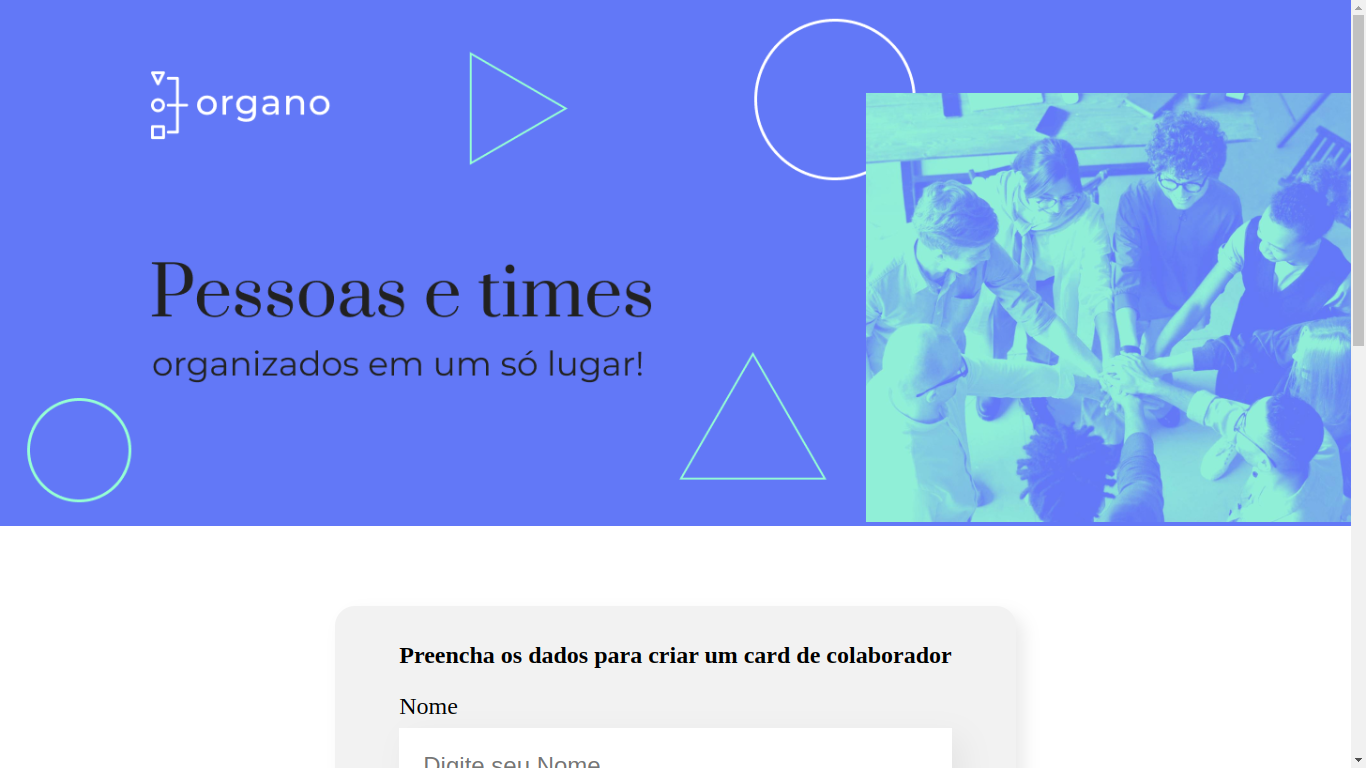 organo
Pessoas e times
organizados em um só lugar!
Preencha os dados para criar um card de colaborador
Nome
Digite seu Nome